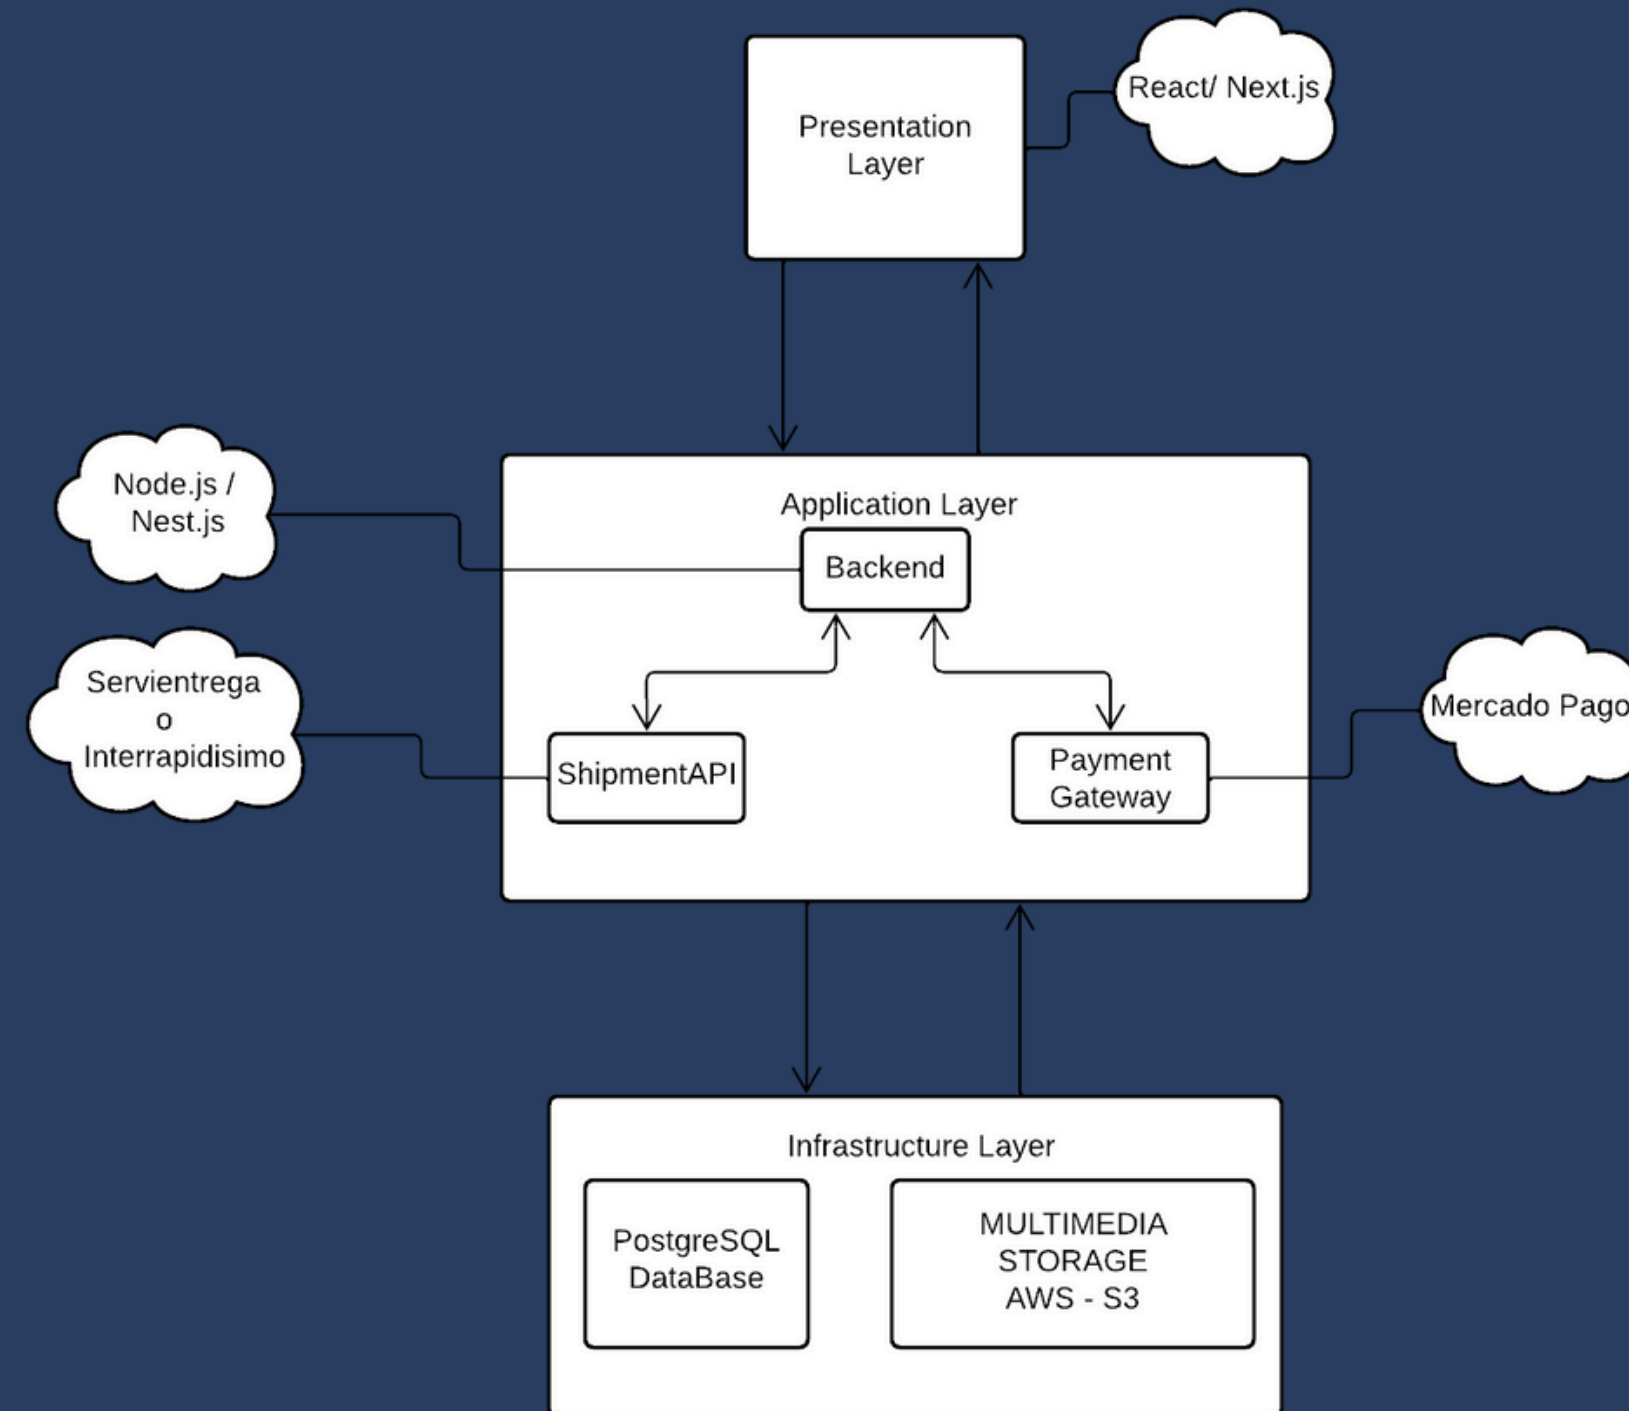 Presentation
Layer
React/ Next.js
Node.js /
Nest.js
Application Layer
Backend
Servientrega
o
Interrapidisimo
ShipmentAPI
Payment
Gateway
Mercado Pago
Infrastructure Layer
PostgreSQL
DataBase
MULTIMEDIA
STORAGE
AWS - S3